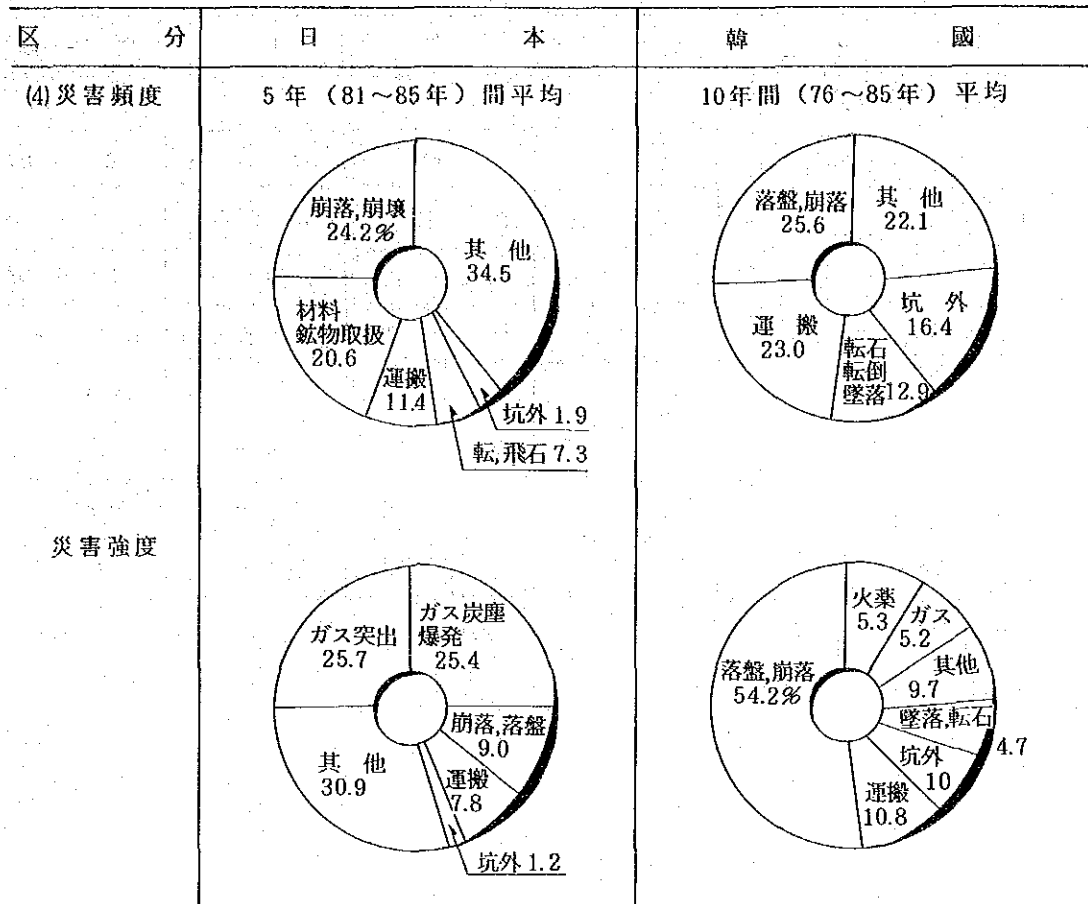 区 分 日 本 韓 國
(4)災害頻度 5年(81~85年)間平均 10年間(76~85年)平均
崩落,崩壊
24.2%
其 他
34.5
材料
鉱物取扱
20.6
運搬
11.4
坑外 1.9
転,飛石 7.3
落盤,崩落
25.6
其 他
22.1
運 搬
23.0
坑 外
16.4
転石
転倒
墜落12.9
災害強度
ガス突出
25.7
ガス炭塵
爆発
25.4
其 他
30.9
崩落,落盤
9.0
運搬
7.8
坑外 1.2
落盤,崩落
54.2%
火薬
5.3
ガス
5.2
其他
9.7
墜落,転石
4.7
坑外
10
運搬
10.8